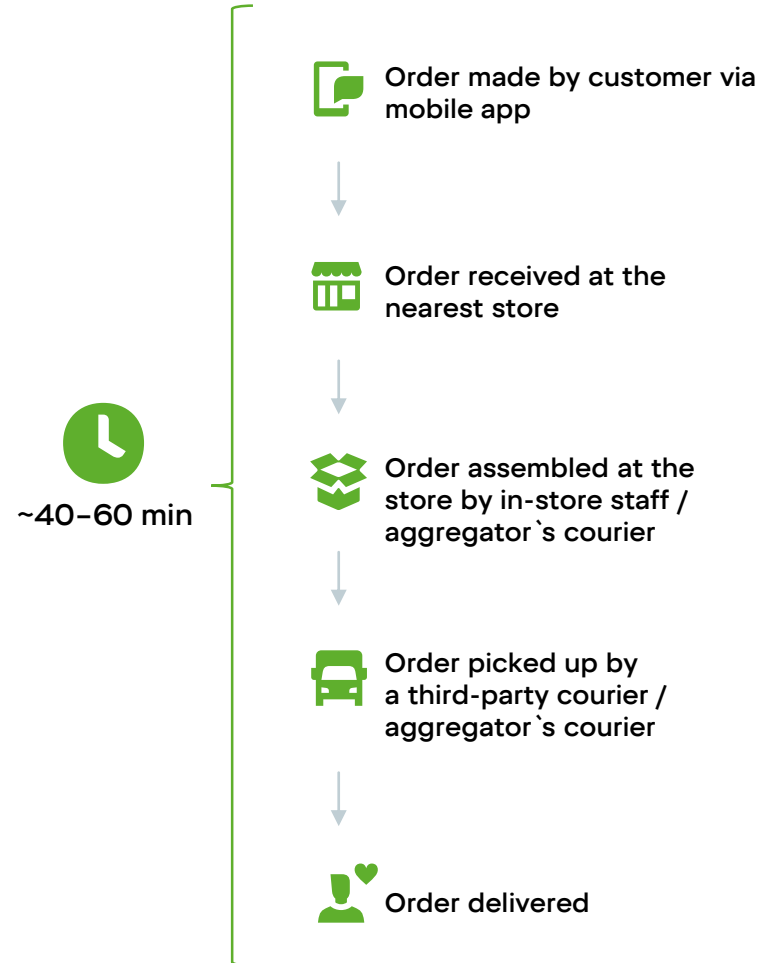 Order made by customer via
mobile app
Order received at the
nearest store
~40–60 min
Order assembled at the
store by in-store staff /
aggregator`s courier
Order picked up by
a third-party courier /
aggregator`s courier
Order delivered